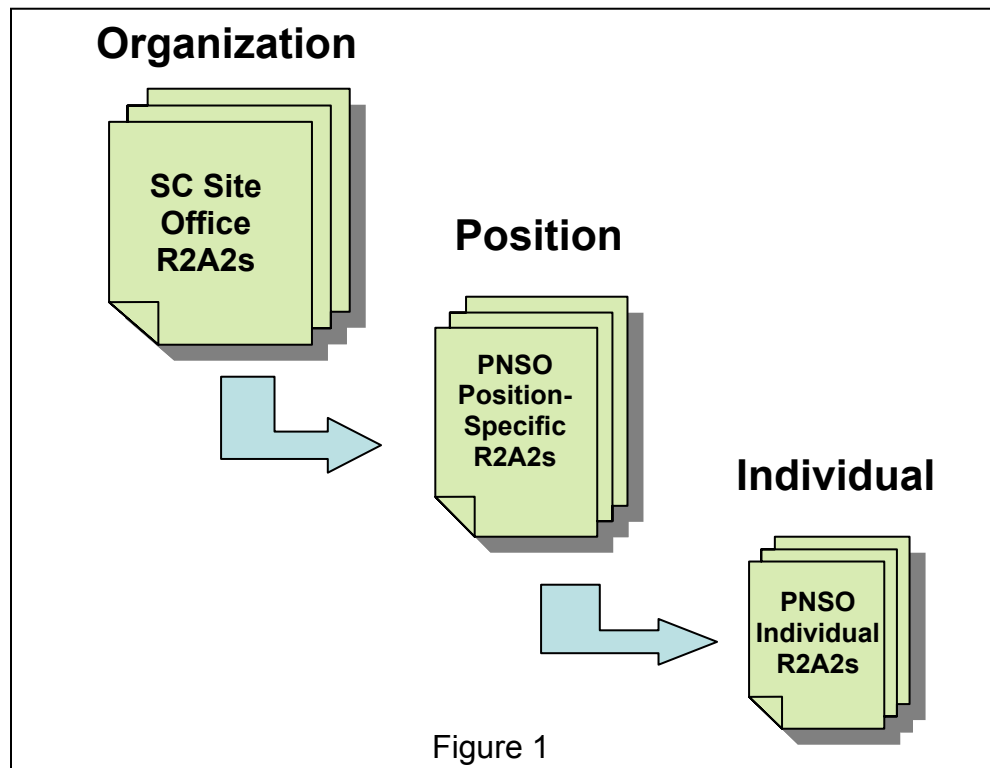 Organization
SC Site
Office
R2A2s
Position
PNSO
Position-
Specific
R2A2s
Individual
PNSO
Individual
R2A2s
Figure 1